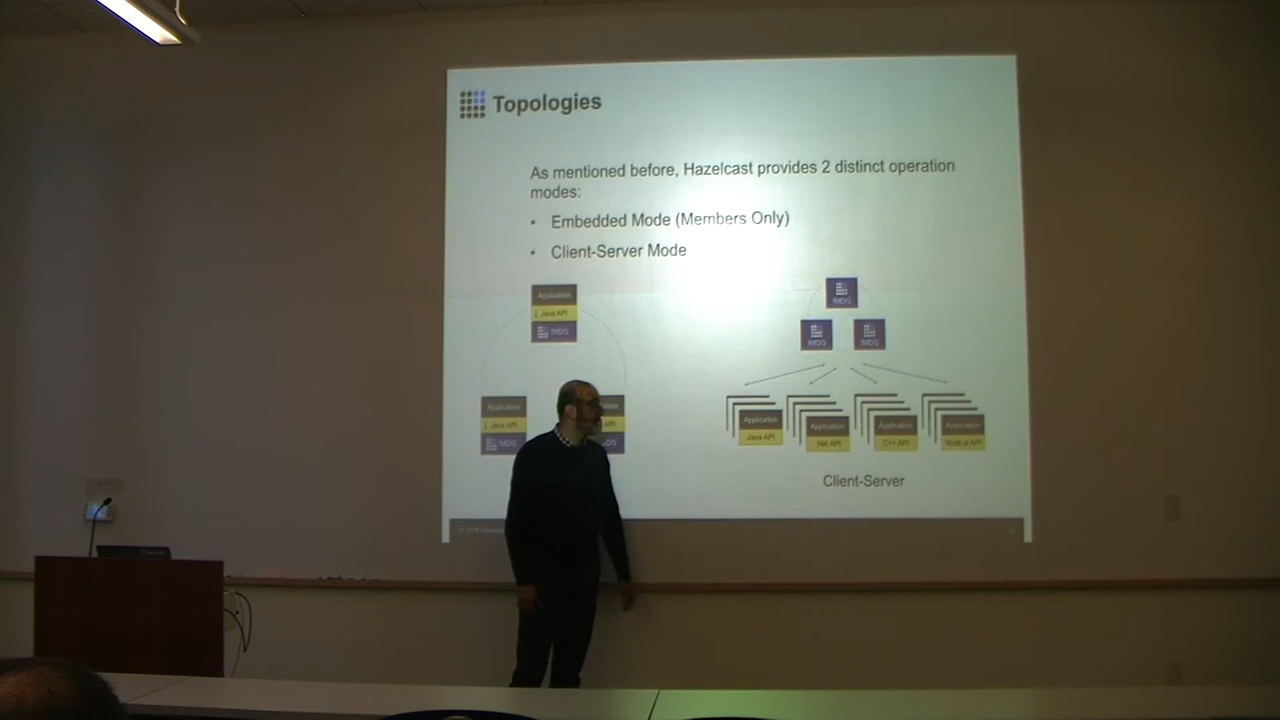 Topologies
As mentioned before, Hazelcast provides 2 distinct operation
modes:
• Embedded Mode (Members Only)
• Client-Server Mode
Application
Java API
IMDG
Application
Java API
IMDG
API
IMDG
IMDG
IMDG
Application
Java API
Application
.Net API
Application
C++ API
Application
Node.js API
Client-Server